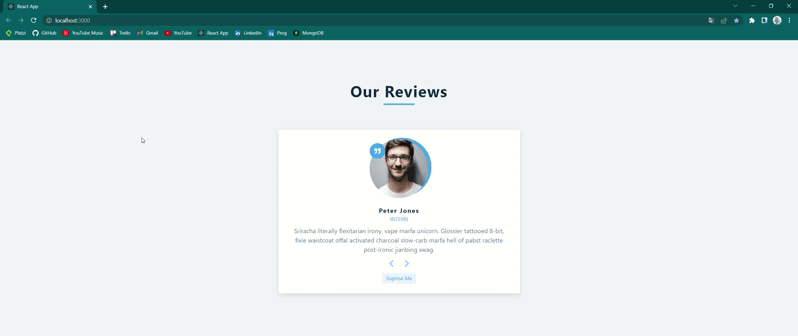 React App
localhost:3000
Platzi GitHub YouTube Music Trello Gmail YouTube React App LinkedIn Prog MongoDB
Our Reviews
Peter Jones
INTERN
Sriracha literally flexitarian irony, vape marfa unicorn. Glossier tattooed 8-bit,
fixie waistcoat offal activated charcoal slow-carb marfa hell of pabst raclette
post-ironic jianbing swag.
Suprise Me